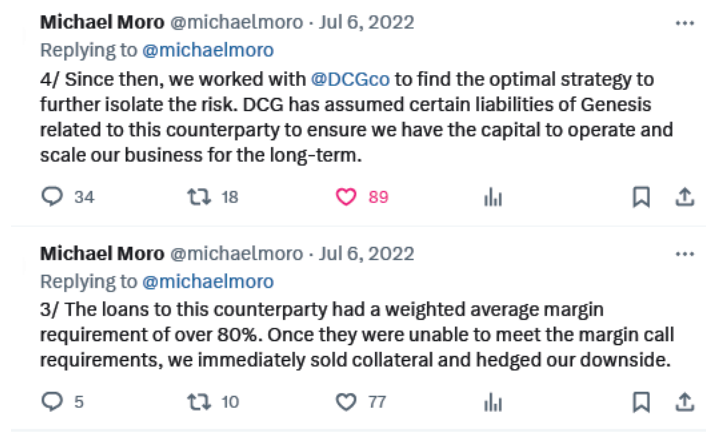 Michael Moro @michaelmoro · Jul 6, 2022
Replying to @michaelmoro
4/ Since then, we worked with @DCGco to find the optimal strategy to
further isolate the risk. DCG has assumed certain liabilities of Genesis
related to this counterparty to ensure we have the capital to operate and
scale our business for the long-term.
34 18 89
Michael Moro @michaelmoro · Jul 6, 2022
Replying to @michaelmoro
3/ The loans to this counterparty had a weighted average margin
requirement of over 80%. Once they were unable to meet the margin call
requirements, we immediately sold collateral and hedged our downside.
5 10 77